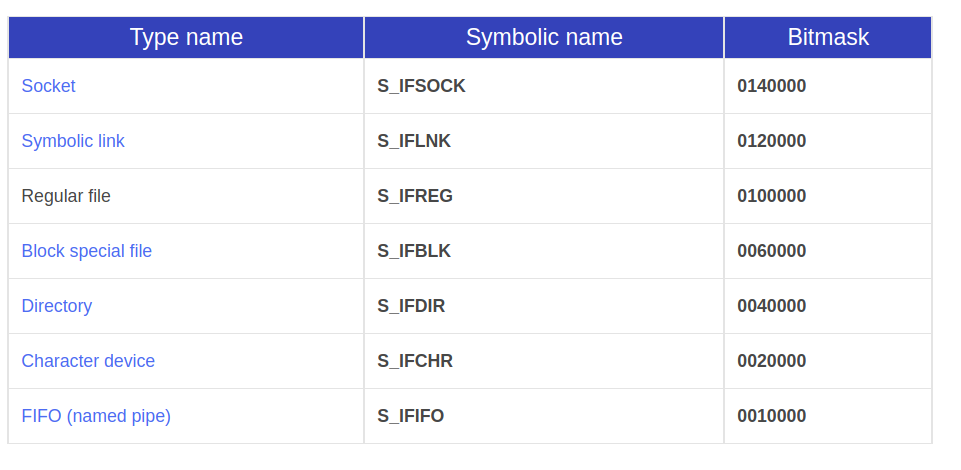 Type name Symbolic name Bitmask
Socket S_IFSOCK 0140000
Symbolic link S_IFLNK 0120000
Regular file S_IFREG 0100000
Block special file S_IFBLK 0060000
Directory S_IFDIR 0040000
Character device S_IFCHR 0020000
FIFO (named pipe) S_IFIFO 0010000